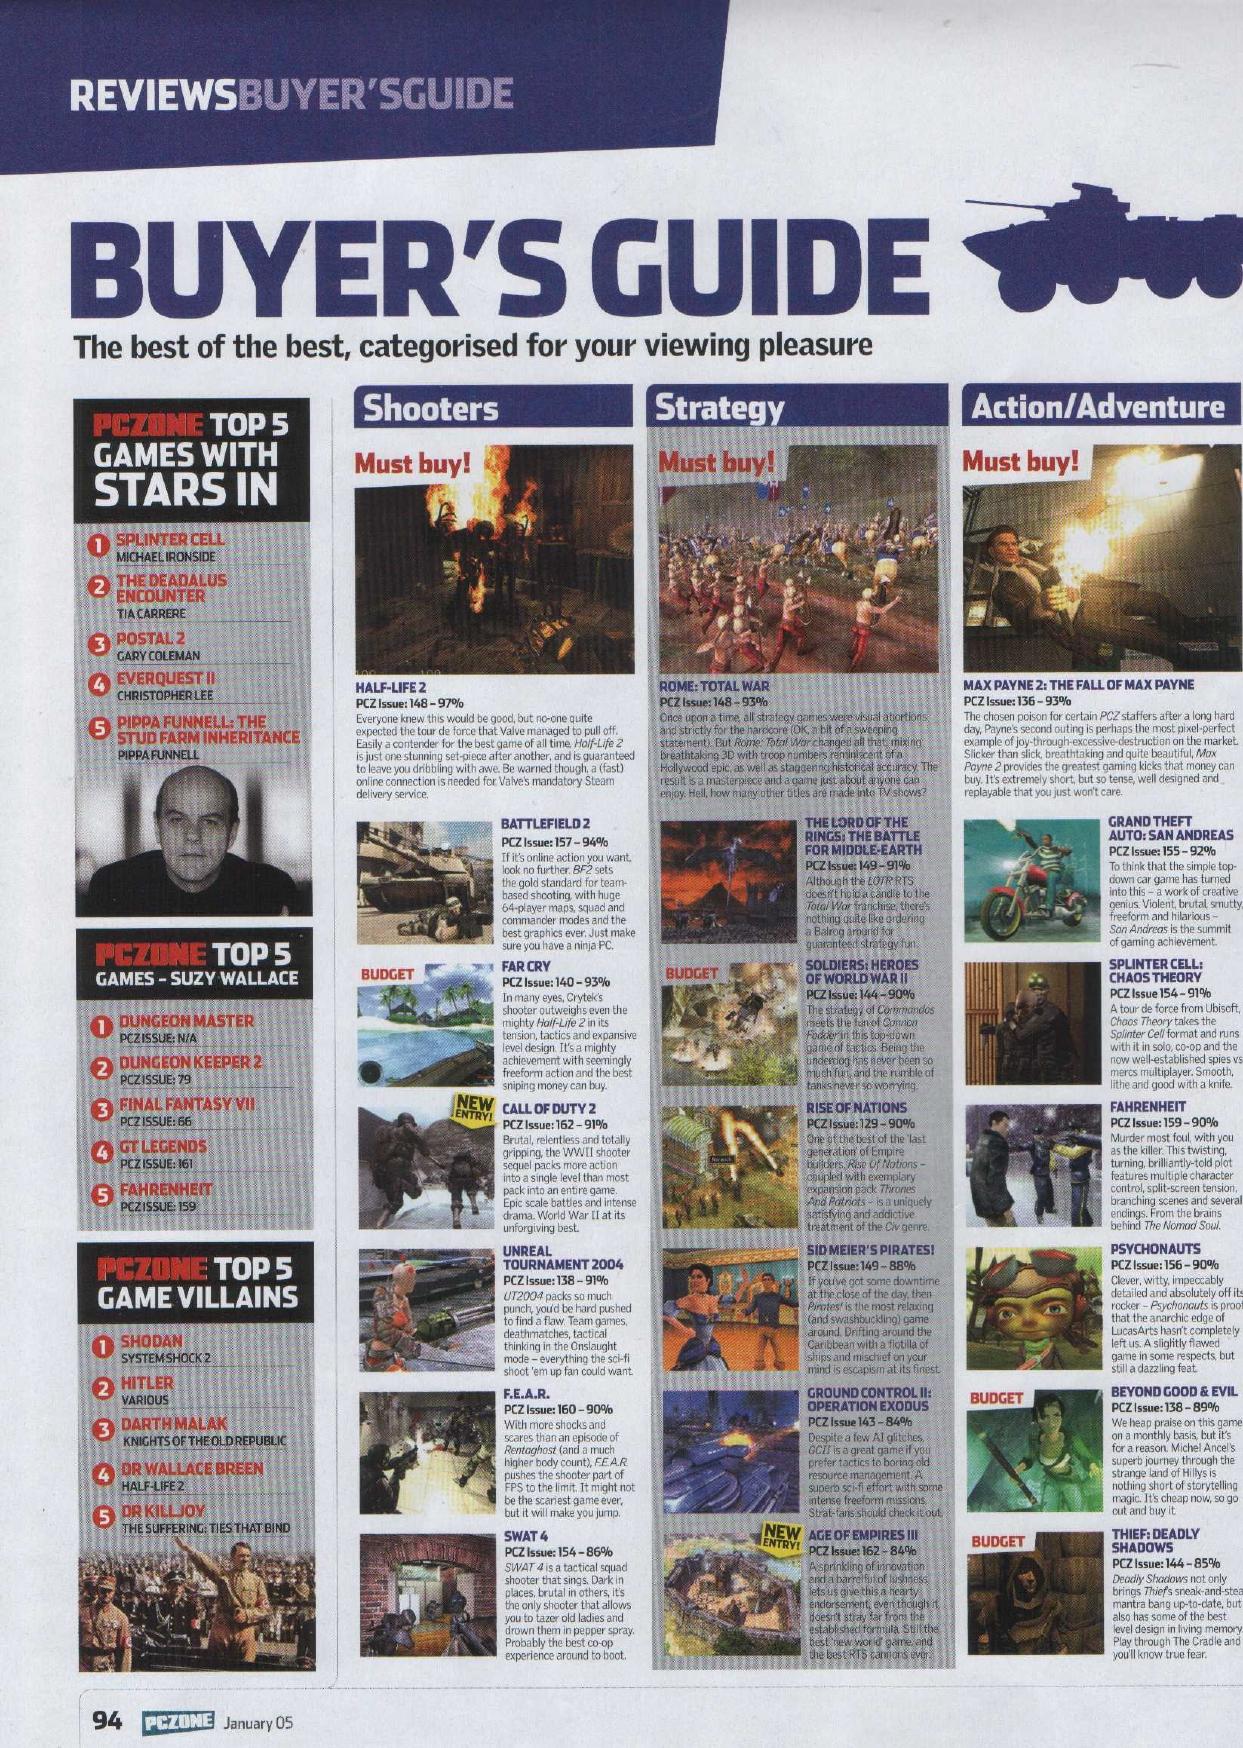 REVIEWSBUYER'SGUIDE
BUYER'S GUIDE
The best of the best, categorised for your viewing pleasure
PCZONE TOP 5
GAMES WITH
STARS IN
1 SPLINTER CELL
MICHAEL IRONSIDE
2 THE DEADALUS
ENCOUNTER
TIA CARRERE
3 POSTAL 2
GARY COLEMAN
4 EVERQUEST II
CHRISTOPHER LEE
5 PIPPA FUNNELL: THE
STUD FARM INHERITANCE
PIPPA FUNNELL
PCZONE TOP 5
GAMES – SUZY WALLACE
1 DUNGEON MASTER
PCZ ISSUE: N/A
2 DUNGEON KEEPER 2
PCZ ISSUE: 79
3 FINAL FANTASY VII
PCZ ISSUE: 66
4 GT LEGENDS
PCZ ISSUE: 161
5 FAHRENHEIT
PCZ ISSUE: 159
PCZONE TOP 5
GAME VILLAINS
1 SHODAN
SYSTEM SHOCK 2
2 HITLER
VARIOUS
3 DARTH MALAK
KNIGHTS OF THE OLD REPUBLIC
4 DR WALLACE BREEN
HALF-LIFE 2
5 DR KILLJOY
THE SUFFERING: TIES THAT BIND
Shooters
Must buy!
HALF-LIFE 2
PCZ Issue: 148 – 97%
Everyone knew this would be good, but no-one quite
expected the tour de force that Valve managed to pull off.
Easily a contender for the best game of all time, Half-Life 2
is just one stunning set-piece after another, and is guaranteed
to leave you dribbling with awe. Be warned though, a (fast)
online connection is needed for Valve's mandatory Steam
delivery service.
BATTLEFIELD 2
PCZ Issue: 157 – 94%
If it's online action you want,
look no further. BF2 sets
the gold standard for team-
based shooting, with huge
64-player maps, squad and
commander modes and the
best graphics ever. Just make
sure you have a ninja PC.
BUDGET
FAR CRY
PCZ Issue: 140 – 93%
In many eyes, Crytek's
shooter outweighs even the
mighty Half-Life 2 in its
tension, tactics and expansive
level design. It's a mighty
achievement with seemingly
freeform action and the best
sniping money can buy.
NEW
ENTRY!
CALL OF DUTY 2
PCZ Issue: 162 – 91%
Brutal, relentless and totally
gripping, the WWII shooter
sequel packs more action
into a single level than most
pack into an entire game.
Epic scale battles and intense
drama. World War II at its
unforgiving best.
UNREAL
TOURNAMENT 2004
PCZ Issue: 138 – 91%
UT2004 packs so much
punch, you'd be hard pushed
to find a flaw. Team games,
deathmatches, tactical
thinking in the Onslaught
mode – everything the sci-fi
shoot 'em up fan could want.
F.E.A.R.
PCZ Issue: 160 – 90%
With more shocks and
scares than an episode of
Rentaghost (and a much
higher body count), F.E.A.R.
pushes the shooter part of
FPS to the limit. It might not
be the scariest game ever,
but it will make you jump.
SWAT 4
PCZ Issue: 154 – 86%
SWAT 4 is a tactical squad
shooter that sings. Dark in
places, brutal in others, it's
the only shooter that allows
you to tazer old ladies and
drown them in pepper spray.
Probably the best co-op
experience around to boot.
Strategy
Must buy!
ROME: TOTAL WAR
PCZ Issue: 148 – 93%
Once upon a time, all strategy games were visual abortions
and strictly for the hardcore (OK, a bit of a sweeping
statement). But Rome: Total War changed all that, mixing
breathtaking 3D with troop numbers reminiscent of a
Hollywood epic, as well as staggering historical accuracy. The
result is a masterpiece and a game just about anyone can
enjoy. Hell, how many other titles are made into TV shows?
THE LORD OF THE
RINGS: THE BATTLE
FOR MIDDLE-EARTH
PCZ Issue: 149 – 91%
Although the LOTR RTS
doesn't hold a candle to the
Total War franchise, there's
nothing quite like ordering
a Balrog around for
guaranteed strategy fun.
BUDGET
SOLDIERS: HEROES
OF WORLD WAR II
PCZ Issue: 144 – 90%
The strategy of Commandos
meets the fun of Cannon
Fodder in this top-down
game of tactics. Being the
underdog has never been so
much fun, and the rumble of
tanks never so worrying.
RISE OF NATIONS
PCZ Issue: 129 – 90%
One of the best of the 'last
generation' of Empire
builders, Rise Of Nations –
coupled with exemplary
expansion pack Thrones
And Patriots – is a uniquely
satisfying and addictive
treatment of the Civ genre.
SID MEIER'S PIRATES!
PCZ Issue: 149 – 88%
If you've got some downtime
at the close of the day, then
Pirates! is the most relaxing
(and swashbuckling) game
around. Drifting around the
Caribbean with a flotilla of
ships and mischief on your
mind is escapism at its finest.
GROUND CONTROL II:
OPERATION EXODUS
PCZ Issue 143 – 84%
Despite a few AI glitches,
GCII is a great game if you
prefer tactics to boring old
resource management. A
superb sci-fi effort with some
intense freeform missions.
Strat-fans should check it out.
NEW
ENTRY!
AGE OF EMPIRES III
PCZ Issue: 162 – 84%
A sprinkling of innovation
and a barrel full of lushness
lets us give this a hearty
endorsement, even though it
doesn't stray far from the
established formula. Still the
best 'new world' game, and
the best RTS cannons ever.
Action/Adventure
Must buy!
MAX PAYNE 2: THE FALL OF MAX PAYNE
PCZ Issue: 136 – 93%
The chosen poison for certain PCZ staffers after a long hard
day, Payne's second outing is perhaps the most pixel-perfect
example of joy-through-excessive-destruction on the market.
Slicker than slick, breathtaking and quite beautiful, Max
Payne 2 provides the greatest gaming kicks that money can
buy. It's extremely short, but so tense, well designed and
replayable that you just won't care.
GRAND THEFT
AUTO: SAN ANDREAS
PCZ Issue: 155 – 92%
To think that the simple top-
down car game has turned
into this – a work of creative
genius. Violent, brutal, smutty,
freeform and hilarious –
San Andreas is the summit
of gaming achievement.
SPLINTER CELL:
CHAOS THEORY
PCZ Issue 154 – 91%
A tour de force from Ubisoft,
Chaos Theory takes the
Splinter Cell format and runs
with it in solo, co-op and the
now well-established spies vs
mercs multiplayer. Smooth,
lithe and good with a knife.
FAHRENHEIT
PCZ Issue: 159 – 90%
Murder most foul, with you
as the killer. This twisting,
turning, brilliantly-told plot
features multiple character
control, split-screen tension,
branching scenes and several
endings. From the brains
behind The Nomad Soul.
PSYCHONAUTS
PCZ Issue: 156 – 90%
Clever, witty, impeccably
detailed and absolutely off its
rocker – Psychonauts is proof
that the anarchic edge of
LucasArts hasn't completely
left us. A slightly flawed
game in some respects, but
still a dazzling feat.
BUDGET
BEYOND GOOD & EVIL
PCZ Issue: 138 – 89%
We heap praise on this game
on a monthly basis, but it's
for a reason. Michel Ancel's
superb journey through the
strange land of Hillys is
nothing short of storytelling
magic. It's cheap now, so go
out and buy it.
BUDGET
THIEF: DEADLY
SHADOWS
PCZ Issue: 144 – 85%
Deadly Shadows not only
brings Thief's sneak-and-stea
mantra bang up-to-date, but
also has some of the best
level design in living memory.
Play through The Cradle and
you'll know true fear.
94 PCZONE January 05